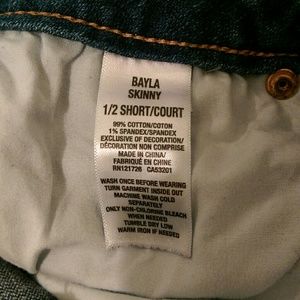 BAYLA
SKINNY
1/2 SHORT/COURT
99% COTTON/COTON
1% SPANDEX/SPANDEX
EXCLUSIVE OF DECORATION/
DÉCORATION NON COMPRISE
MADE IN CHINA/
FABRIQUÉ EN CHINE
RN121726 CA53201
WASH ONCE BEFORE WEARING
TURN GARMENT INSIDE OUT
MACHINE WASH COLD
SEPARATELY
ONLY NON-CHLORINE BLEACH
WHEN NEEDED
TUMBLE DRY LOW
WARM IRON IF NEEDED